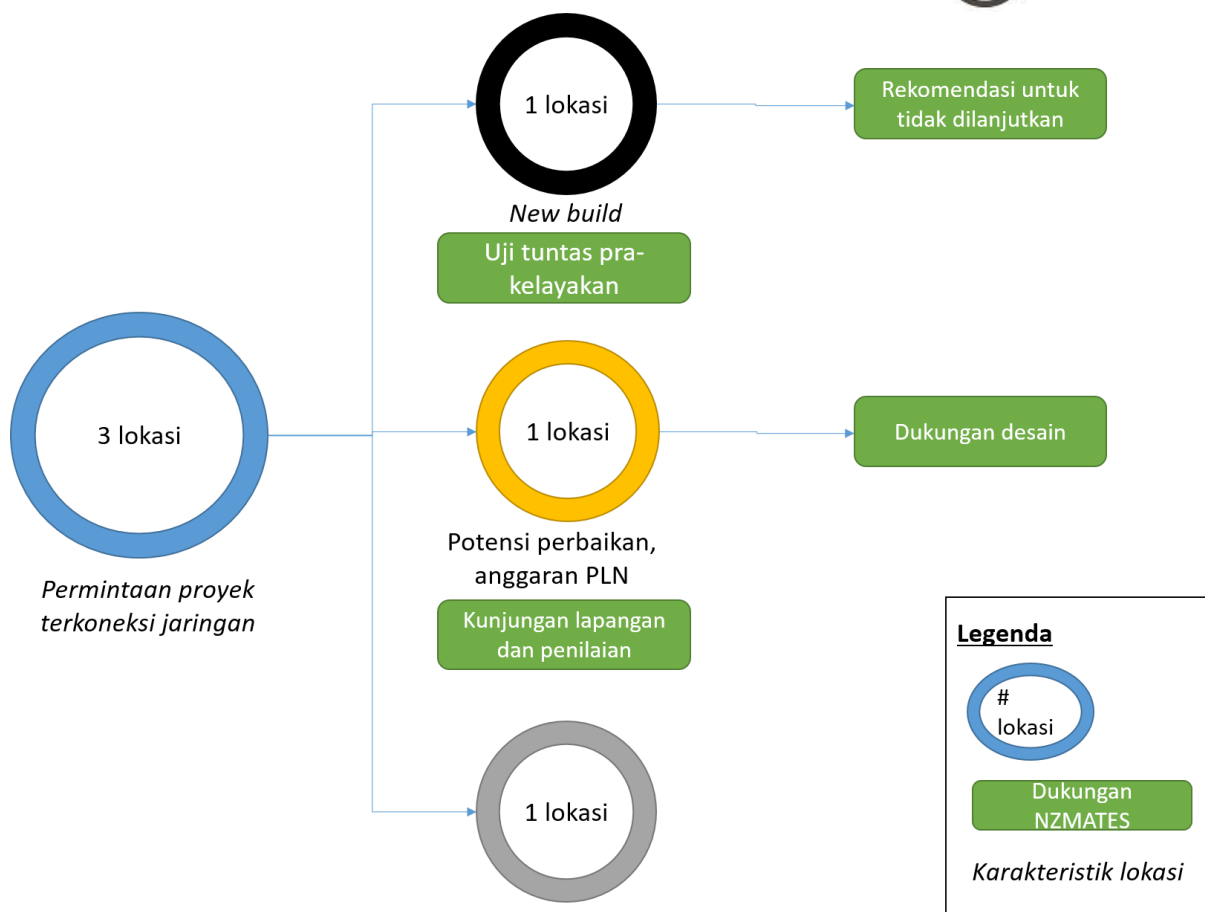 1 lokasi
Rekomendasi untuk
tidak dilanjutkan
New build
Uji tuntas pra-
kelayakan
3 lokasi
Permintaan proyek
terkoneksi jaringan
1 lokasi
Dukungan desain
Potensi perbaikan,
anggaran PLN
Kunjungan lapangan
dan penilaian
1 lokasi
Legenda
#
lokasi
Dukungan
NZMATES
Karakteristik lokasi